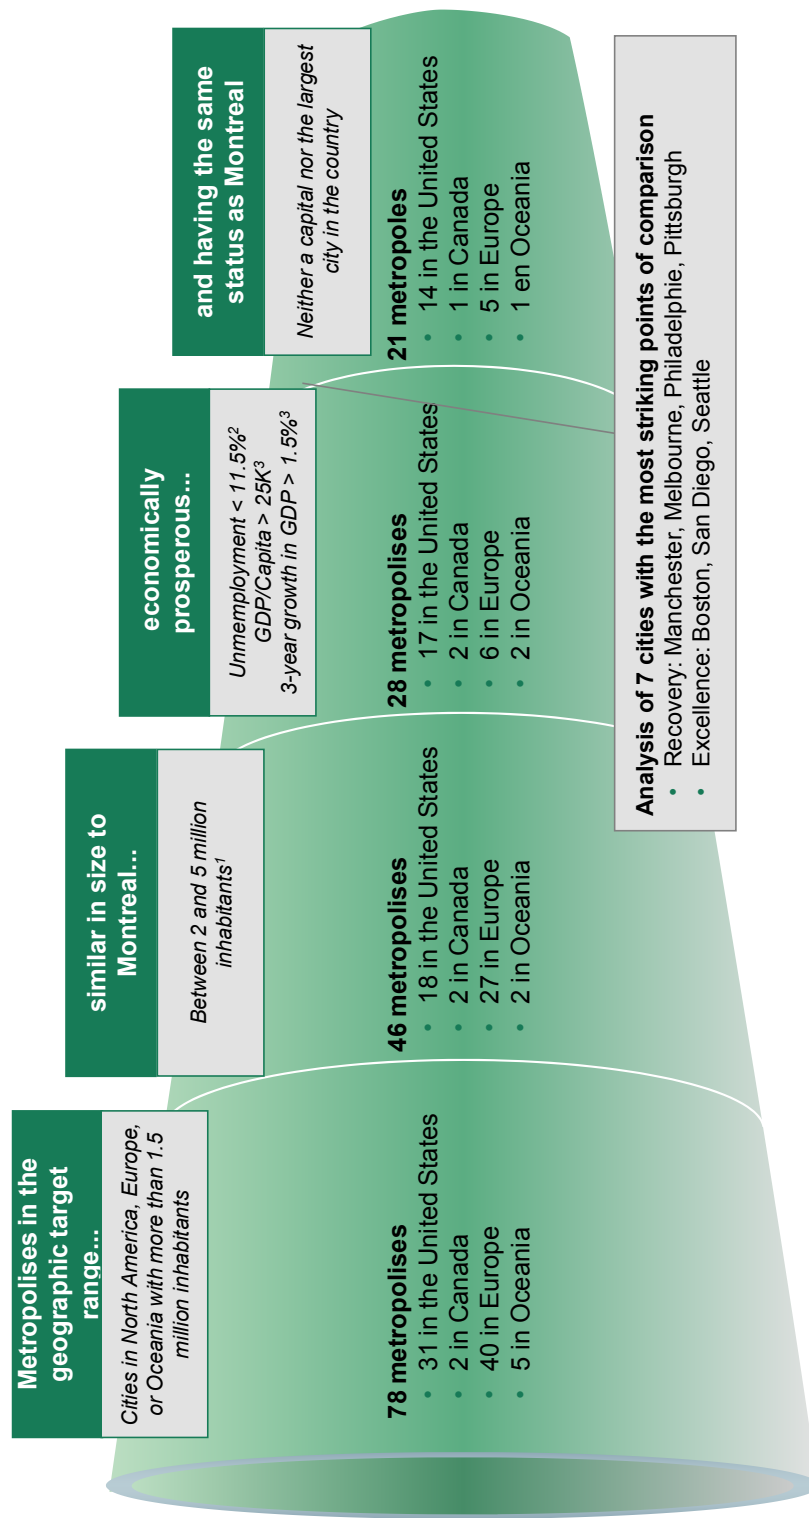 Metropolises in the
geographic target
range...
Cities in North America, Europe,
or Oceania with more than 1.5
million inhabitants
78 metropolises
• 31 in the United States
• 2 in Canada
• 40 in Europe
• 5 in Oceania
similar in size to
Montreal...
Between 2 and 5 million
inhabitants¹
46 metropolises
• 18 in the United States
• 2 in Canada
• 27 in Europe
• 2 in Oceania
economically
prosperous...
Unmemployment < 11.5%²
GDP/Capita > 25K³
3-year growth in GDP > 1.5%³
28 metropolises
• 17 in the United States
• 2 in Canada
• 6 in Europe
• 2 in Oceania
and having the same
status as Montreal
Neither a capital nor the largest
city in the country
21 metropoles
• 14 in the United States
• 1 in Canada
• 5 in Europe
• 1 en Oceania
Analysis of 7 cities with the most striking points of comparison
• Recovery: Manchester, Melbourne, Philadelphie, Pittsburgh
• Excellence: Boston, San Diego, Seattle